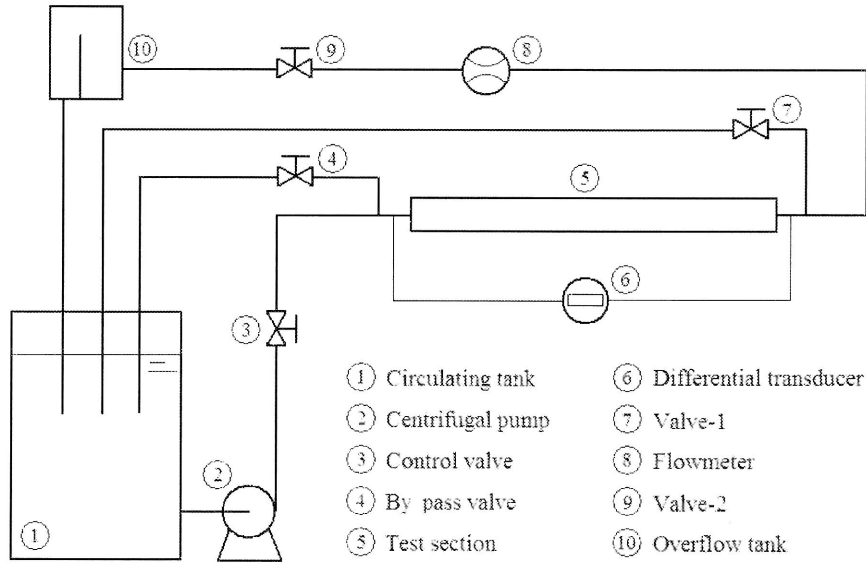 10
9
8
7
4
5
6
3
2
1
1 Circulating tank
2 Centrifugal pump
3 Control valve
4 By pass valve
5 Test section
6 Differential transducer
7 Valve-1
8 Flowmeter
9 Valve-2
10 Overflow tank